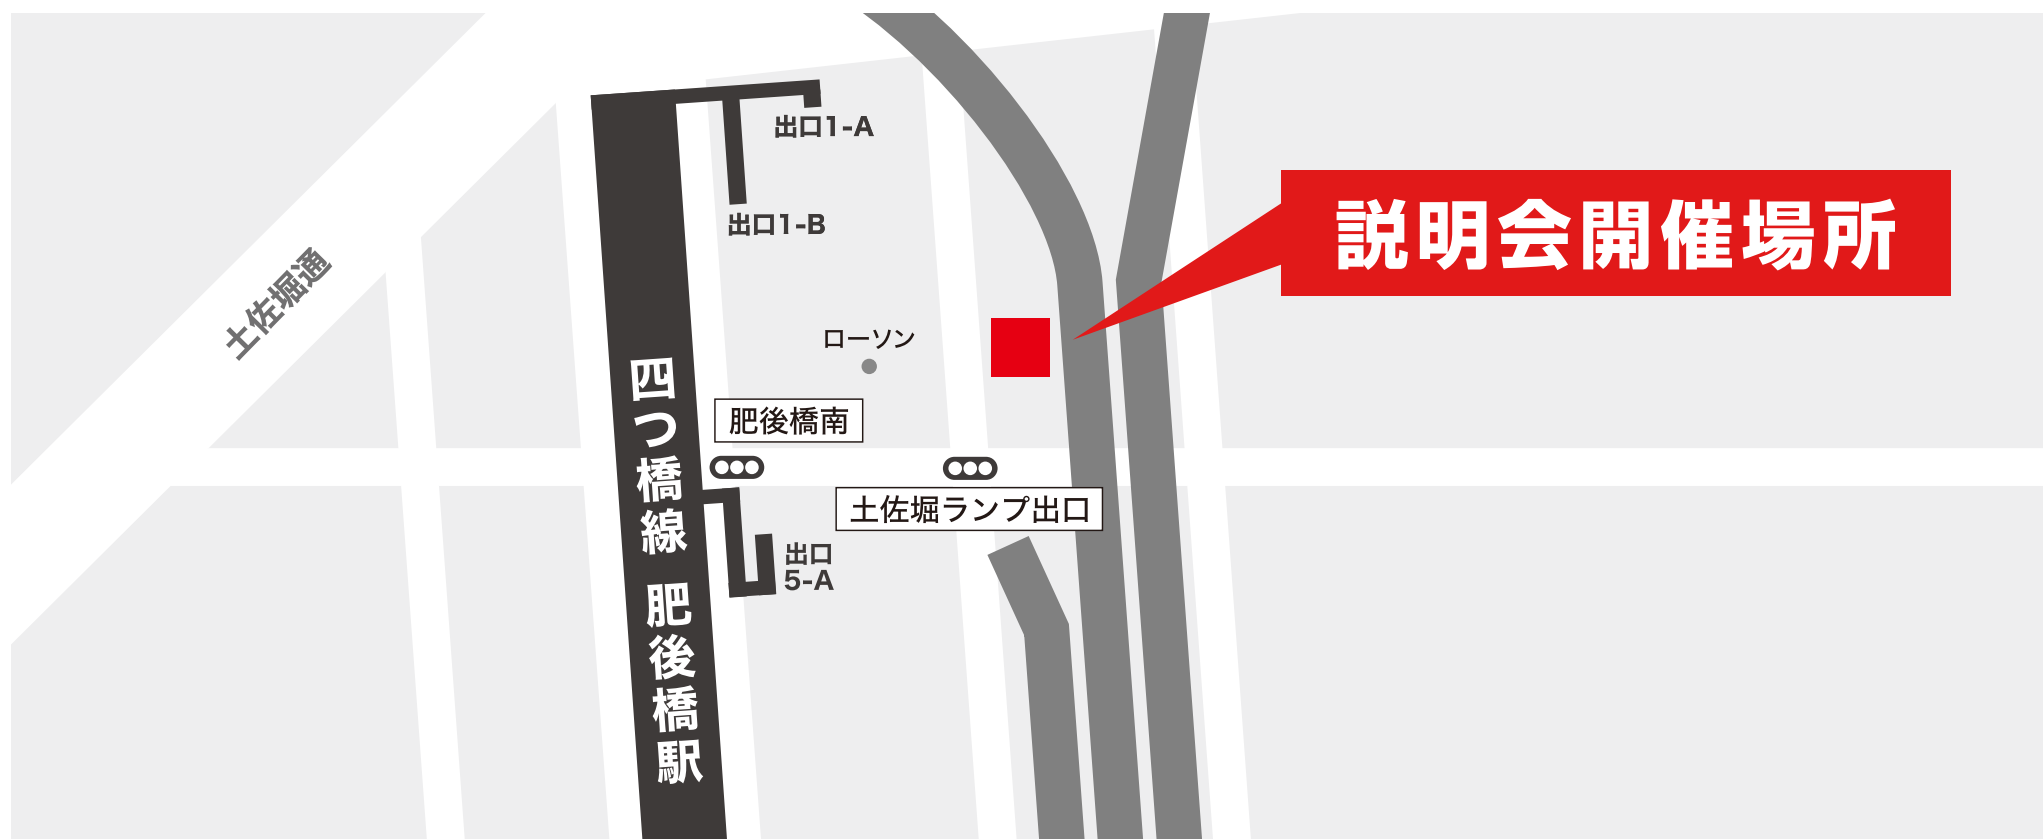 出口1-A
出口1-B
説明会開催場所
土佐堀通
ローソン
四つ橋線 肥後橋駅
肥後橋南
土佐堀ランプ出口
出口
5-A